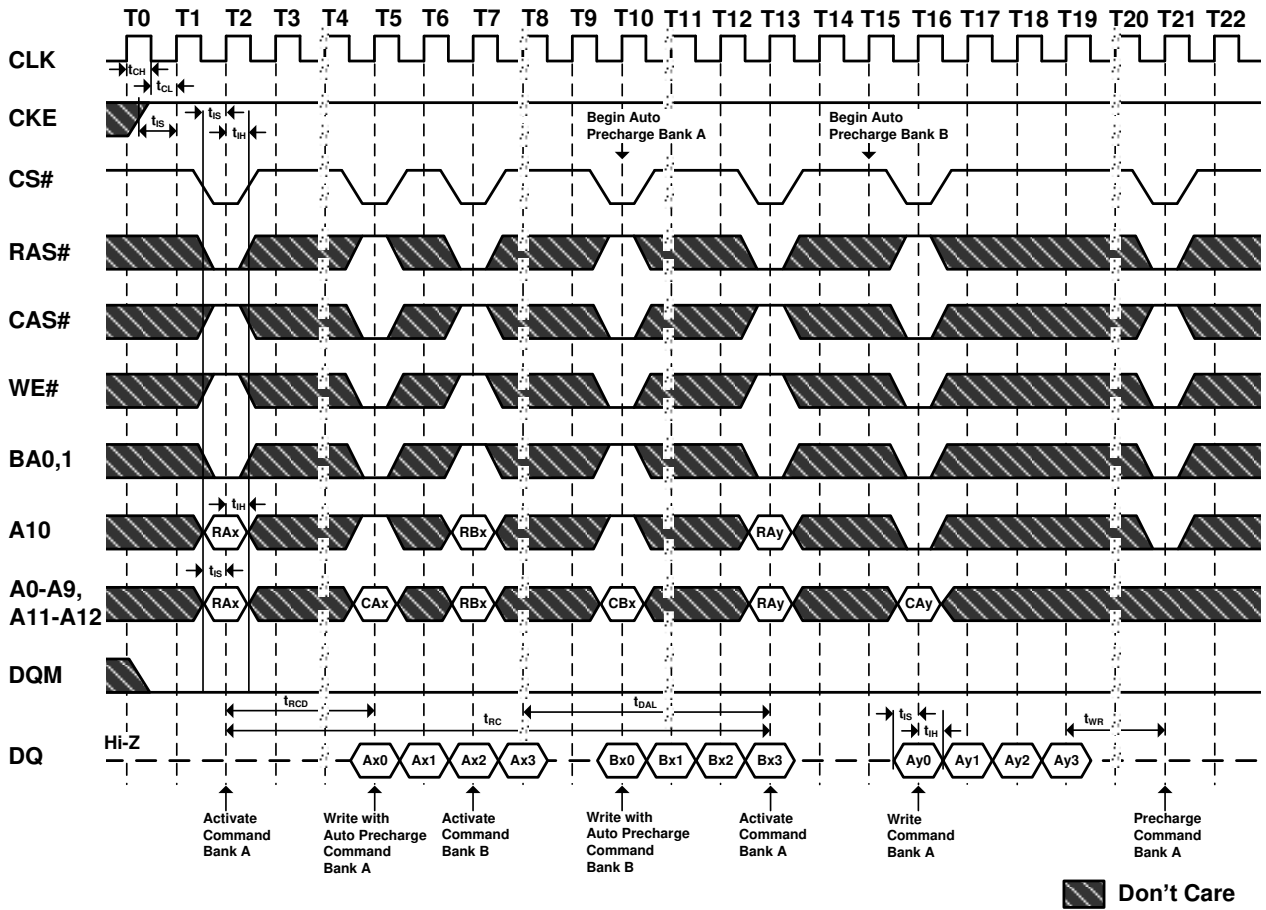 T0 T1 T2 T3 T4 T5 T6 T7 T8 T9 T10 T11 T12 T13 T14 T15 T16 T17 T18 T19 T20 T21 T22
CLK
tCH
tCL
CKE
tIS
tIS
tIH
Begin Auto
Precharge Bank A
Begin Auto
Precharge Bank B
CS#
RAS#
CAS#
WE#
BA0,1
tIH
A10
RAx RBx RAy
tIS
A0-A9,
A11-A12
RAx CAx RBx CBx RAy CAy
DQM
tRCD
tDAL
tRC
tIS
tIH
tWR
Hi-Z
DQ
Ax0 Ax1 Ax2 Ax3 Bx0 Bx1 Bx2 Bx3 Ay0 Ay1 Ay2 Ay3
Activate
Command
Bank A
Write with
Auto Precharge
Command
Bank A
Activate
Command
Bank B
Write with
Auto Precharge
Command
Bank B
Activate
Command
Bank A
Write
Command
Bank A
Precharge
Command
Bank A
Don't Care